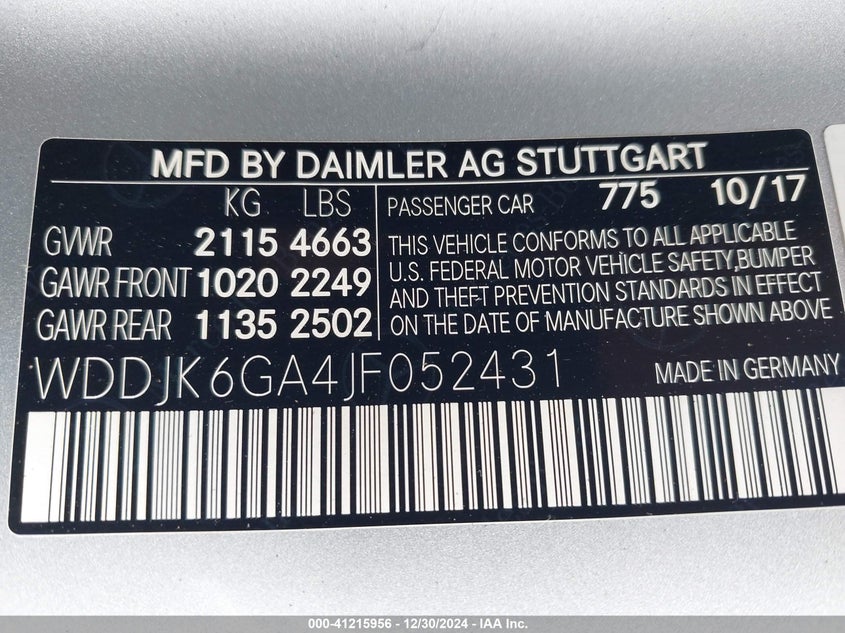 MFD BY DAIMLER AG STUTTGART
KG LBS
GVWR 2115 4663
GAWR FRONT 1020 2249
GAWR REAR 1135 2502
PASSENGER CAR 775 10/17
THIS VEHICLE CONFORMS TO ALL APPLICABLE
U.S. FEDERAL MOTOR VEHICLE SAFETY,BUMPER
AND THEFT PREVENTION STANDARDS IN EFFECT
ON THE DATE OF MANUFACTURE SHOWN ABOVE
WDDJK6GA4JF052431
MADE IN GERMANY
000-41215956 - 12/30/2024 - IAA Inc.